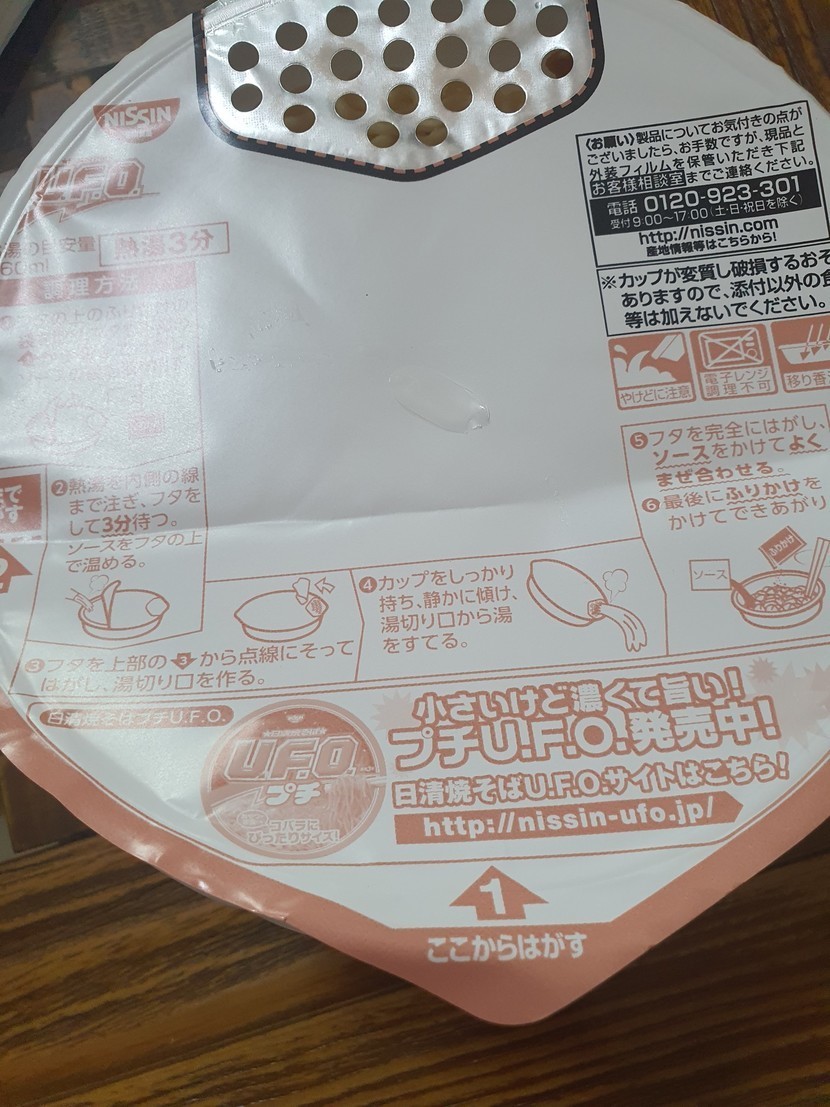 NISSIN
U.F.O.
湯の目安量
60ml
熱湯3分
調理方法
❷熱湯を内側の線
まで注ぎ、フタを
して3分待つ。
ソースをフタの上
で温める。
❸フタを上部の3から点線にそって
はがし、湯切り口を作る。
❹カップをしっかり
持ち、静かに傾け、
湯切り口から湯
をすてる。
〈お願い〉製品についてお気付きの点が
ございましたら、お手数ですが、現品と
外装フィルムを保管いただき下記
お客様相談室までご連絡ください。
電話 0120-923-301
受付9:00〜17:00(土・日・祝日を除く)
http://nissin.com
産地情報等はこちらから!
※カップが変質し破損するおそ
ありますので、添付以外の食
等は加えないでください。
やけどに注意
電子レンジ
調理不可
移り香
❺フタを完全にはがし、
ソースをかけてよく
まぜ合わせる。
❻最後にふりかけを
かけてできあがり
ふりかけ
ソース
日清焼そばプチU.F.O.
U.F.O.
プチ
コバラに
ぴったりサイズ!
小さいけど濃くて旨い!
プチU.F.O.発売中!
日清焼そばU.F.O.サイトはこちら!
http://nissin-ufo.jp/
1
ここからはがす